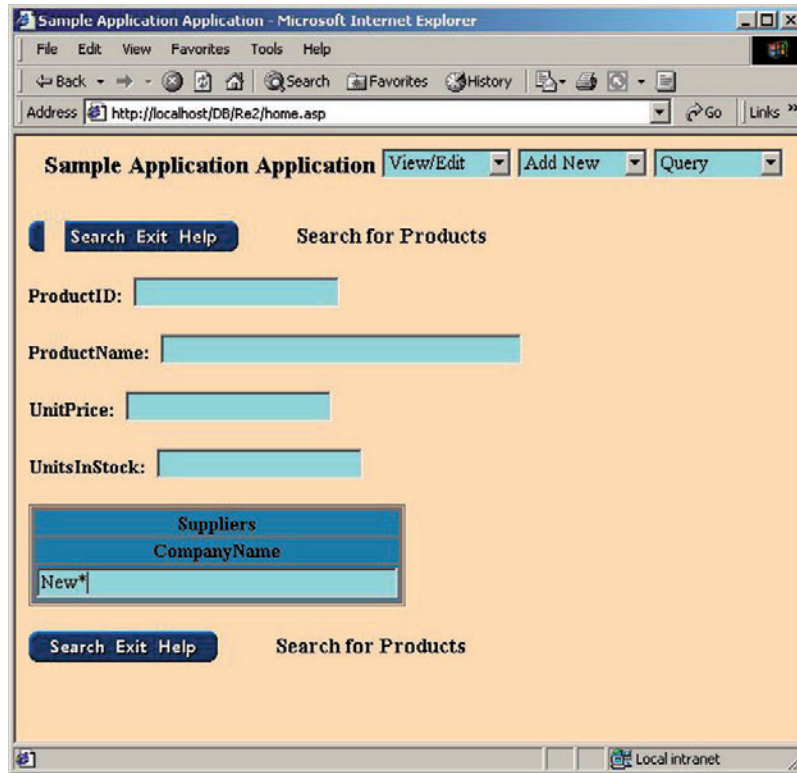 Sample Application Application - Microsoft Internet Explorer
File Edit View Favorites Tools Help
Back Search Favorites History
Address http://localhost/DB/Re2/home.asp Go Links »
Sample Application Application View/Edit Add New Query
Search Exit Help Search for Products
ProductID:
ProductName:
UnitPrice:
UnitsInStock:
Suppliers
CompanyName
New*
Search Exit Help Search for Products
Local intranet